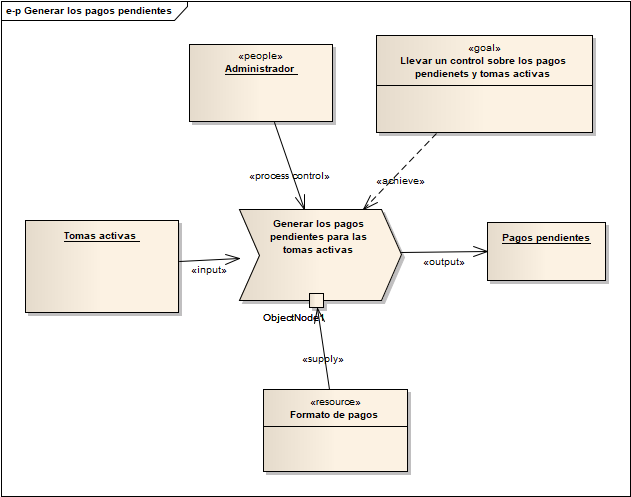 e-p Generar los pagos pendientes
«people»
Administrador
«goal»
Llevar un control sobre los pagos
pendienets y tomas activas
«process control»
«achieve»
Tomas activas
«input»
Generar los pagos
pendientes para las
tomas activas
«output»
Pagos pendientes
ObjectNode1
«supply»
«resource»
Formato de pagos